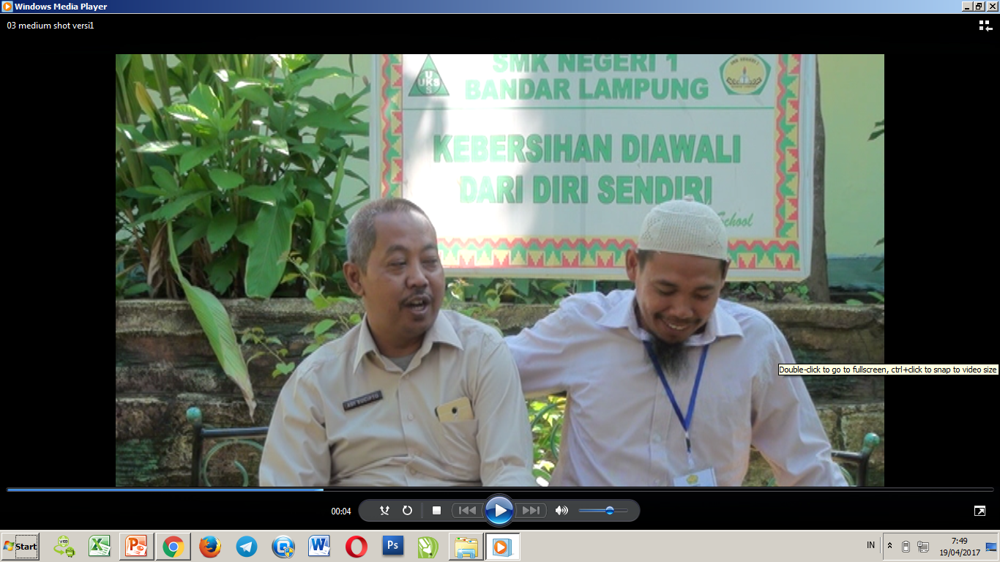 Windows Media Player
03 medium shot versi1
SMK NEGERI 1
BANDAR LAMPUNG
UKS
KEBERSIHAN DIAWALI
DARI DIRI SENDIRI
School
Double-click to go to fullscreen, ctrl+click to snap to video size
00:04
Start
Ps
IN
7:49
19/04/2017